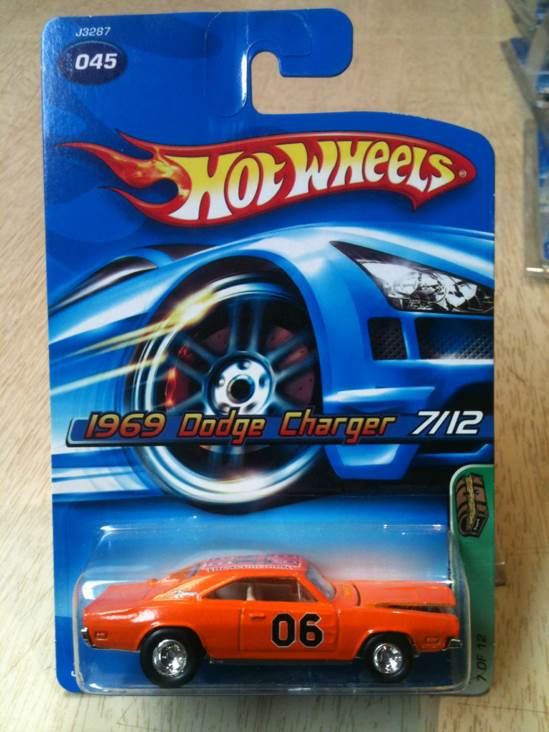 J3287
045
HOT WHEELS®
1969 Dodge Charger 7/12
06
7 OF 12